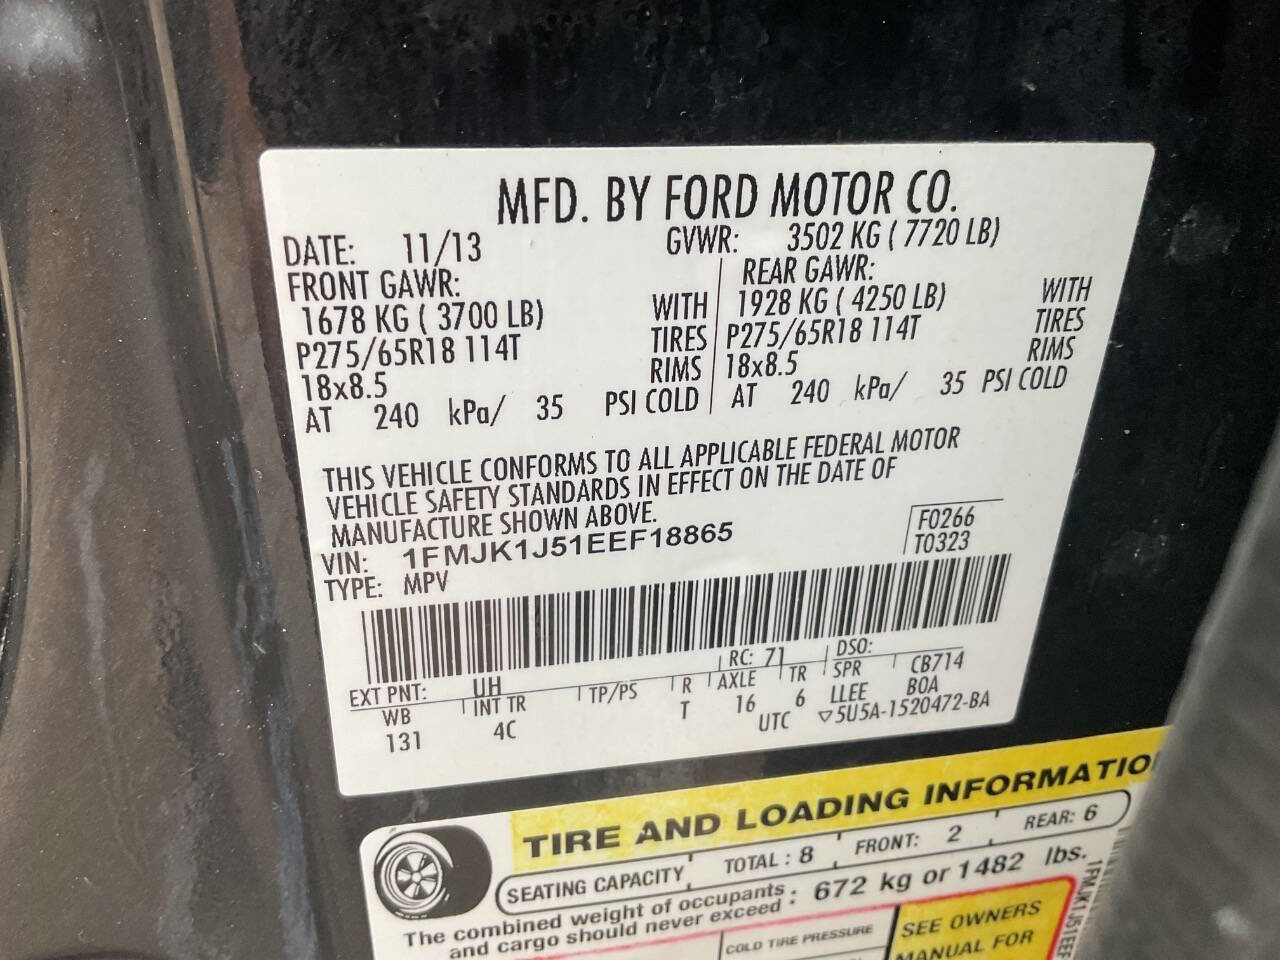 MFD. BY FORD MOTOR CO.
DATE: 11/13 GVWR: 3502 KG ( 7720 LB)
FRONT GAWR: REAR GAWR:
1678 KG ( 3700 LB) WITH 1928 KG ( 4250 LB) WITH
P275/65R18 114T TIRES P275/65R18 114T TIRES
18x8.5 RIMS 18x8.5 RIMS
AT 240 kPa/ 35 PSI COLD AT 240 kPa/ 35 PSI COLD
THIS VEHICLE CONFORMS TO ALL APPLICABLE FEDERAL MOTOR
VEHICLE SAFETY STANDARDS IN EFFECT ON THE DATE OF
MANUFACTURE SHOWN ABOVE.
VIN: 1FMJK1J51EEF18865 F0266
TYPE: MPV T0323
EXT PNT: UH RC: 71 DSO:
WB INT TR TP/PS R AXLE TR SPR CB714
131 4C T 16 6 LLEE BOA
UTC ▽5U5A-1520472-BA
TIRE AND LOADING INFORMATIO
SEATING CAPACITY TOTAL : 8 FRONT: 2 REAR: 6
The combined weight of occupants : 672 kg or 1482 lbs.
and cargo should never exceed :
COLD TIRE PRESSURE
SEE OWNERS
MANUAL FOR
1FMJK1J51EEF